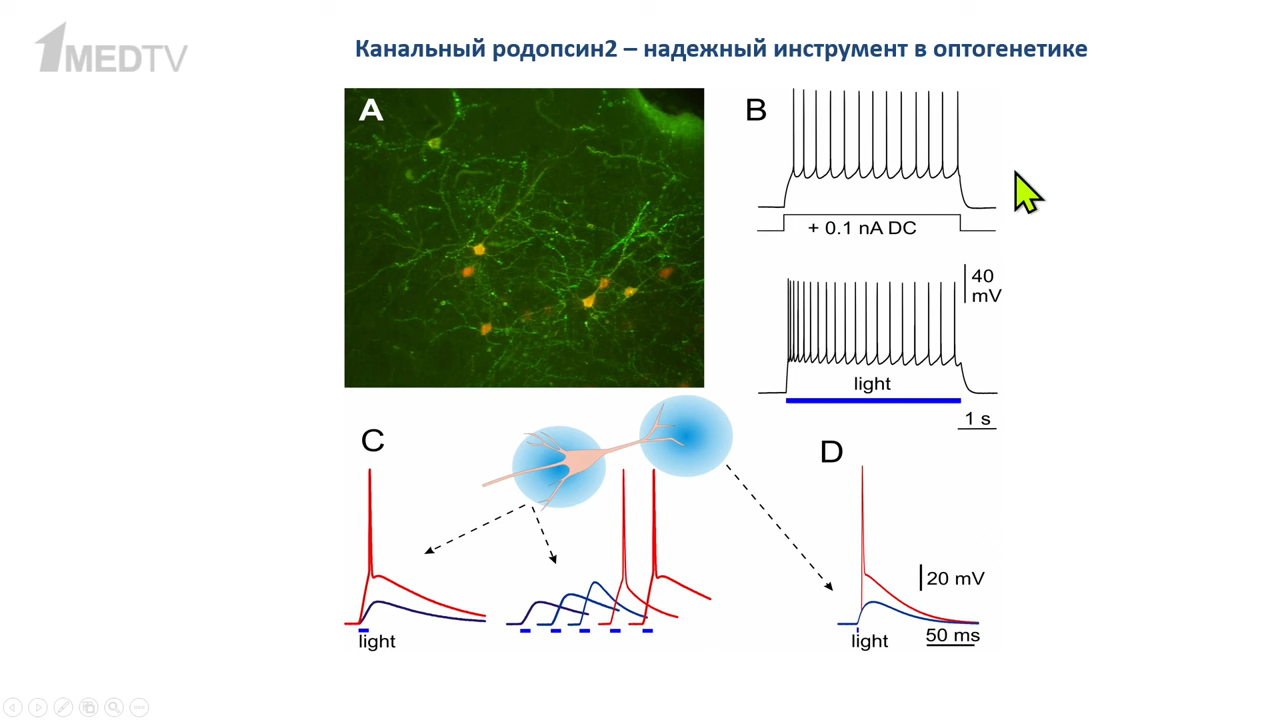 1MEDTV
Канальный родопсин2 – надежный инструмент в оптогенетике
A
B
+ 0.1 nA DC
40
mV
light
1 s
C
light
D
20 mV
light
50 ms